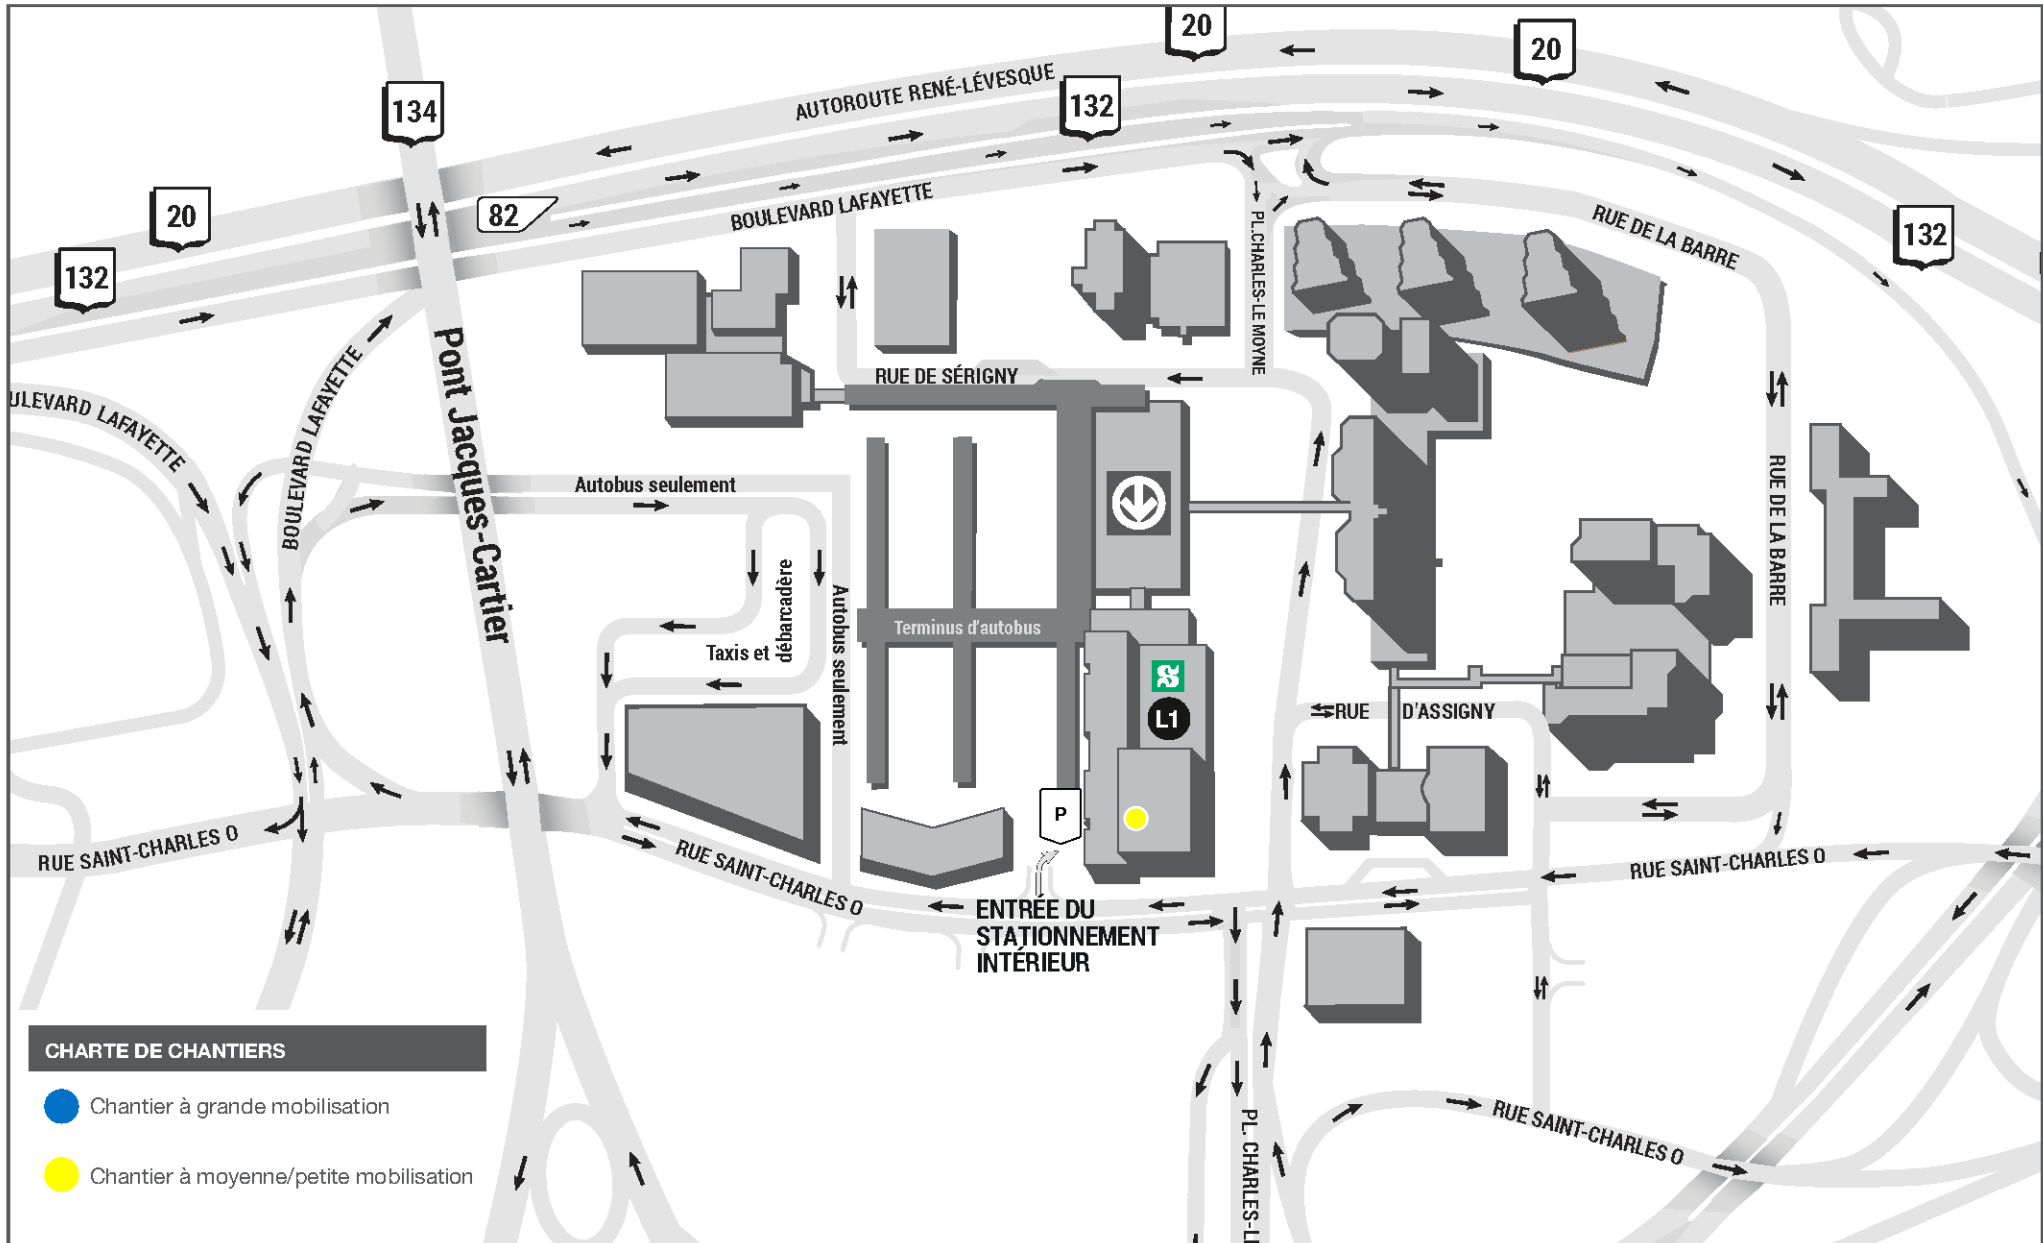 20
20
134
AUTOROUTE RENÉ-LÉVESQUE
132
20
82
BOULEVARD LAFAYETTE
RUE DE LA BARRE
132
132
PL.CHARLES-LE MOYNE
Pont Jacques-Cartier
RUE DE SÉRIGNY
ULEVARD LAFAYETTE
BOULEVARD LAFAYETTE
Autobus seulement
RUE DE LA BARRE
Taxis et
débarcadère
Autobus seulement
Terminus d'autobus
L1
RUE D'ASSIGNY
P
RUE SAINT-CHARLES O
RUE SAINT-CHARLES O
RUE SAINT-CHARLES O
ENTRÉE DU
STATIONNEMENT
INTÉRIEUR
CHARTE DE CHANTIERS
Chantier à grande mobilisation
Chantier à moyenne/petite mobilisation
PL. CHARLES-LE
RUE SAINT-CHARLES O